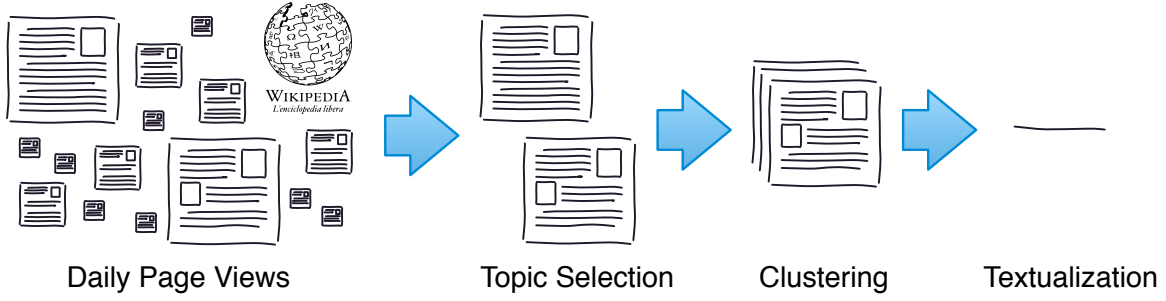 WIKIPEDIA
L'enciclopedia libera
Daily Page Views
Topic Selection
Clustering
Textualization